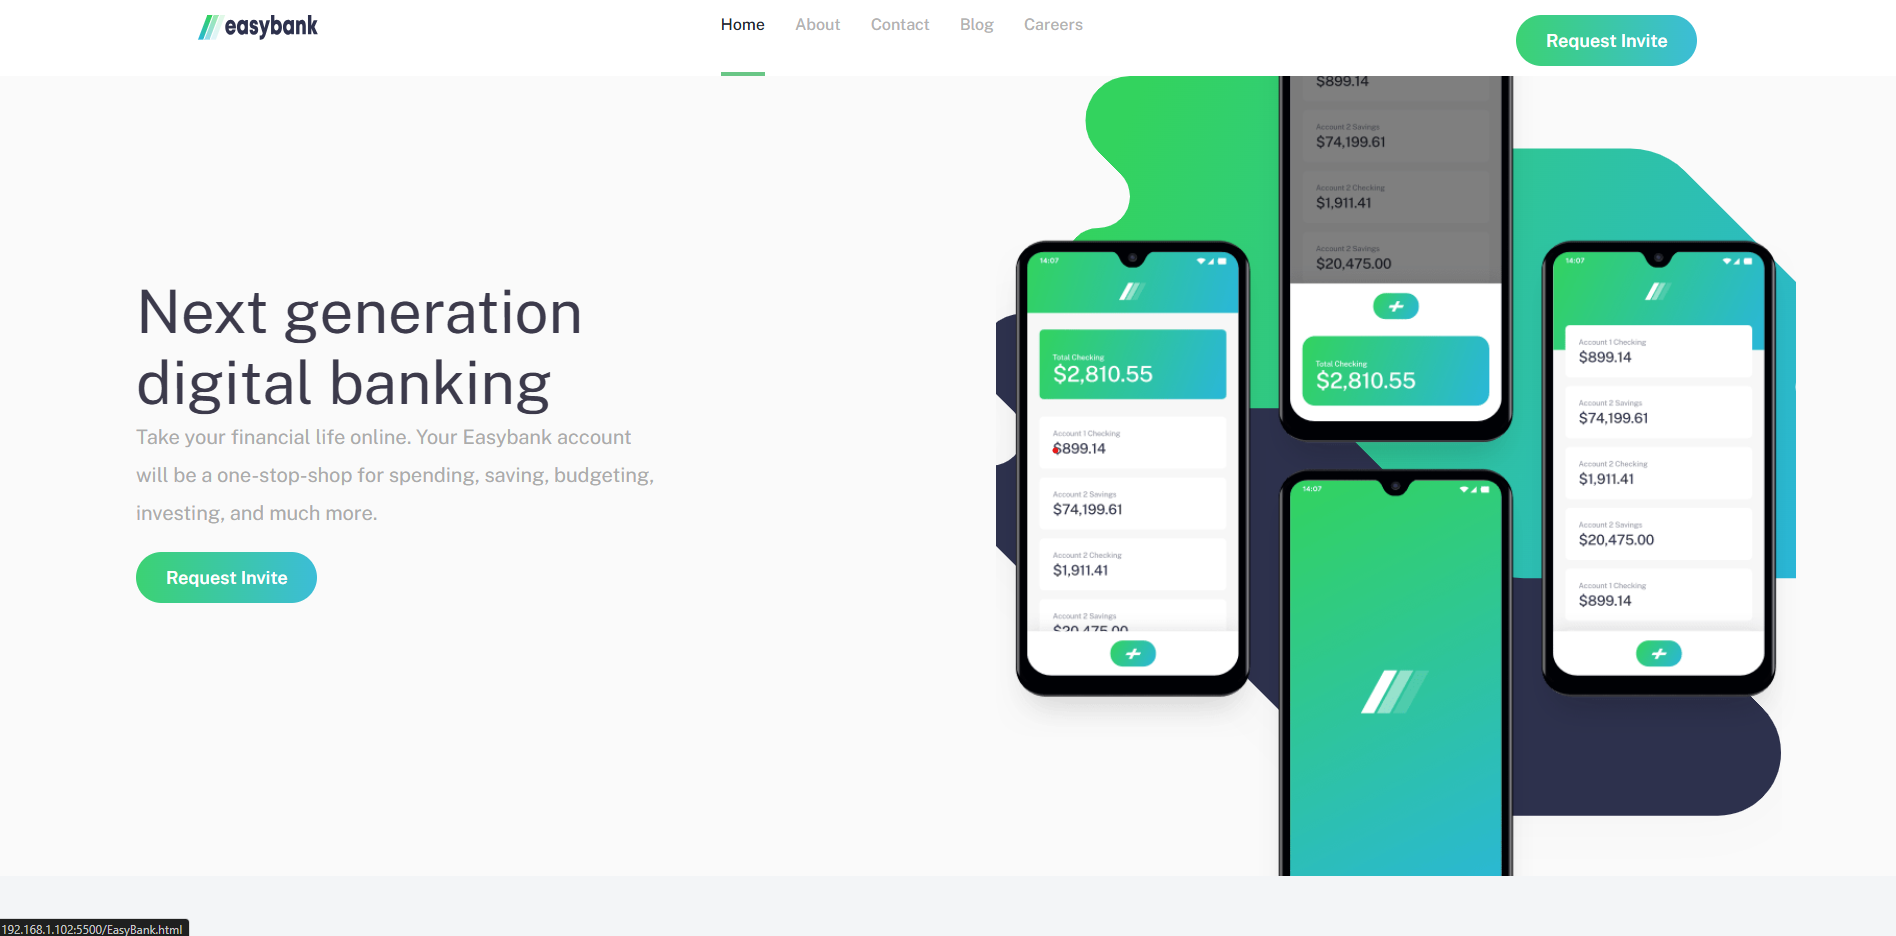 easybank
Home About Contact Blog Careers
Request Invite
Next generation
digital banking
Take your financial life online. Your Easybank account
will be a one-stop-shop for spending, saving, budgeting,
investing, and much more.
Request Invite
14:07
Total Checking
$2,810.55
Account 1 Checking
$899.14
Account 2 Savings
$74,199.61
Account 2 Checking
$1,911.41
Account 2 Savings
$20,475.00
$899.14
Account 2 Savings
$74,199.61
Account 2 Checking
$1,911.41
Account 2 Savings
$20,475.00
Total Checking
$2,810.55
14:07
14:07
Account 1 Checking
$899.14
Account 2 Savings
$74,199.61
Account 2 Checking
$1,911.41
Account 2 Savings
$20,475.00
Account 1 Checking
$899.14
192.168.1.102:5500/EasyBank.html